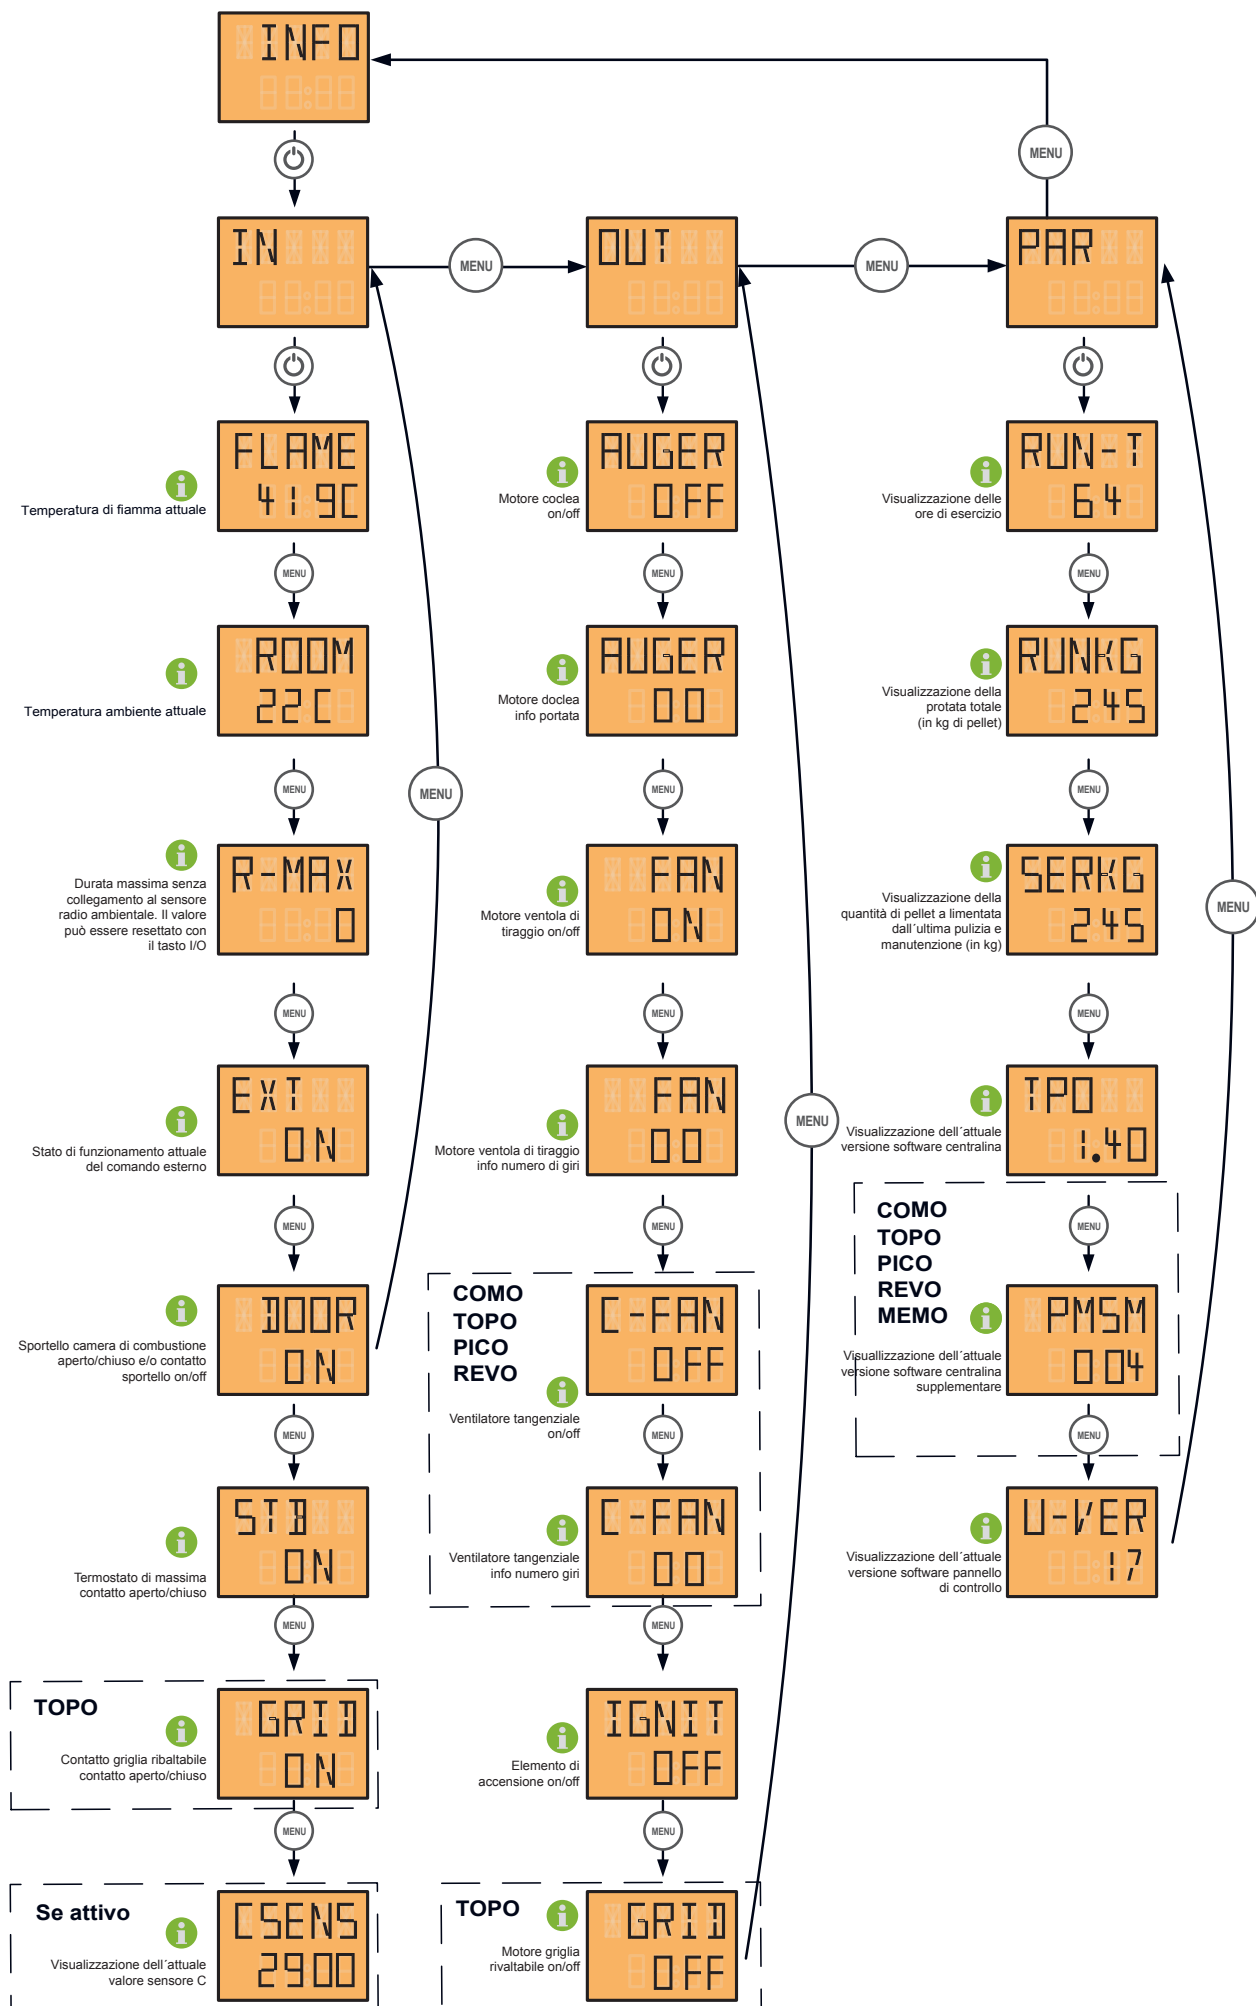 INFO
MENU
IN
MENU
OUT
MENU
PAR
FLAME
419C
Temperatura di fiamma attuale
MENU
ROOM
22C
Temperatura ambiente attuale
MENU
R-MAX
0
Durata massima senza
collegamento al sensore
radio ambientale. Il valore
può essere resettato con
il tasto I/O
MENU
EXT
ON
Stato di funzionamento attuale
del comando esterno
MENU
DOOR
ON
Sportello camera di combustione
aperto/chiuso e/o contatto
sportello on/off
MENU
MENU
STB
ON
Termostato di massima
contatto aperto/chiuso
MENU
TOPO
GRID
ON
Contatto griglia ribaltabile
contatto aperto/chiuso
MENU
Se attivo
CSENS
2900
Visualizzazione dell´attuale
valore sensore C
AUGER
OFF
Motore coclea
on/off
MENU
AUGER
00
Motore doclea
info portata
MENU
FAN
ON
Motore ventola di
tiraggio on/off
MENU
FAN
00
Motore ventola di tiraggio
info numero di giri
MENU
MENU
COMO
TOPO
PICO
REVO
C-FAN
OFF
Ventilatore tangenziale
on/off
MENU
C-FAN
00
Ventilatore tangenziale
info numero giri
MENU
IGNIT
OFF
Elemento di
accensione on/off
MENU
TOPO
GRID
OFF
Motore griglia
rivaltabile on/off
RUN-T
64
Visualizzazione delle
ore di esercizio
MENU
RUNKG
245
Visualizzazione della
protata totale
(in kg di pellet)
MENU
SERKG
245
Visualizzazione della
quantità di pellet a limentata
dall´ultima pulizia e
manutenzione (in kg)
MENU
MENU
TPO
1.40
Visualizzazione dell´attuale
versione software centralina
MENU
COMO
TOPO
PICO
REVO
MEMO
PMSM
004
Visuallizzazione dell´attuale
versione software centralina
supplementare
MENU
U-VER
17
Visualizzazione dell´attuale
versione software pannello
di controllo